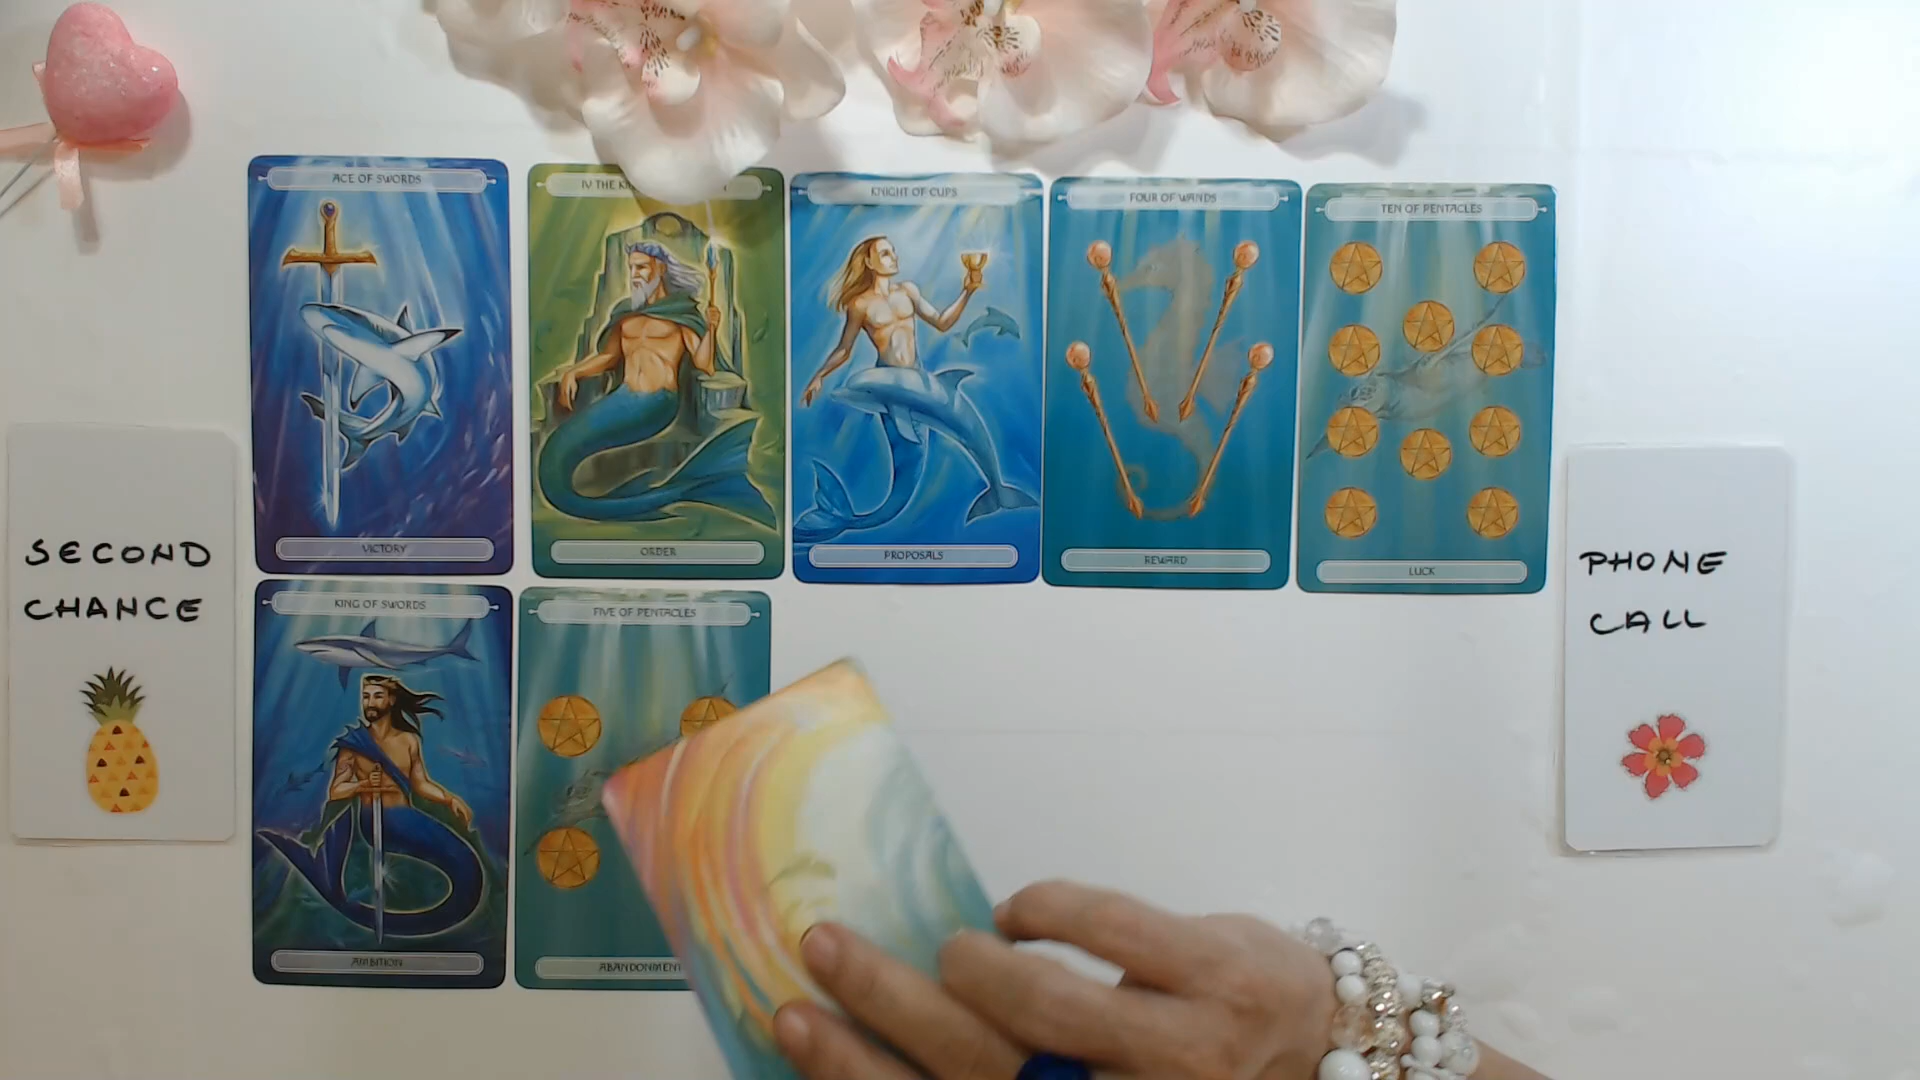 ACE OF SWORDS
IV THE
KNIGHT OF CUPS
FOUR OF WANDS
TEN OF PENTACLES
VICTORY
ORDER
PROPOSALS
REWARD
LUCK
SECOND
CHANCE
PHONE
CALL
KING OF SWORDS
FIVE OF PENTACLES
AMBITION
ABANDONMENT